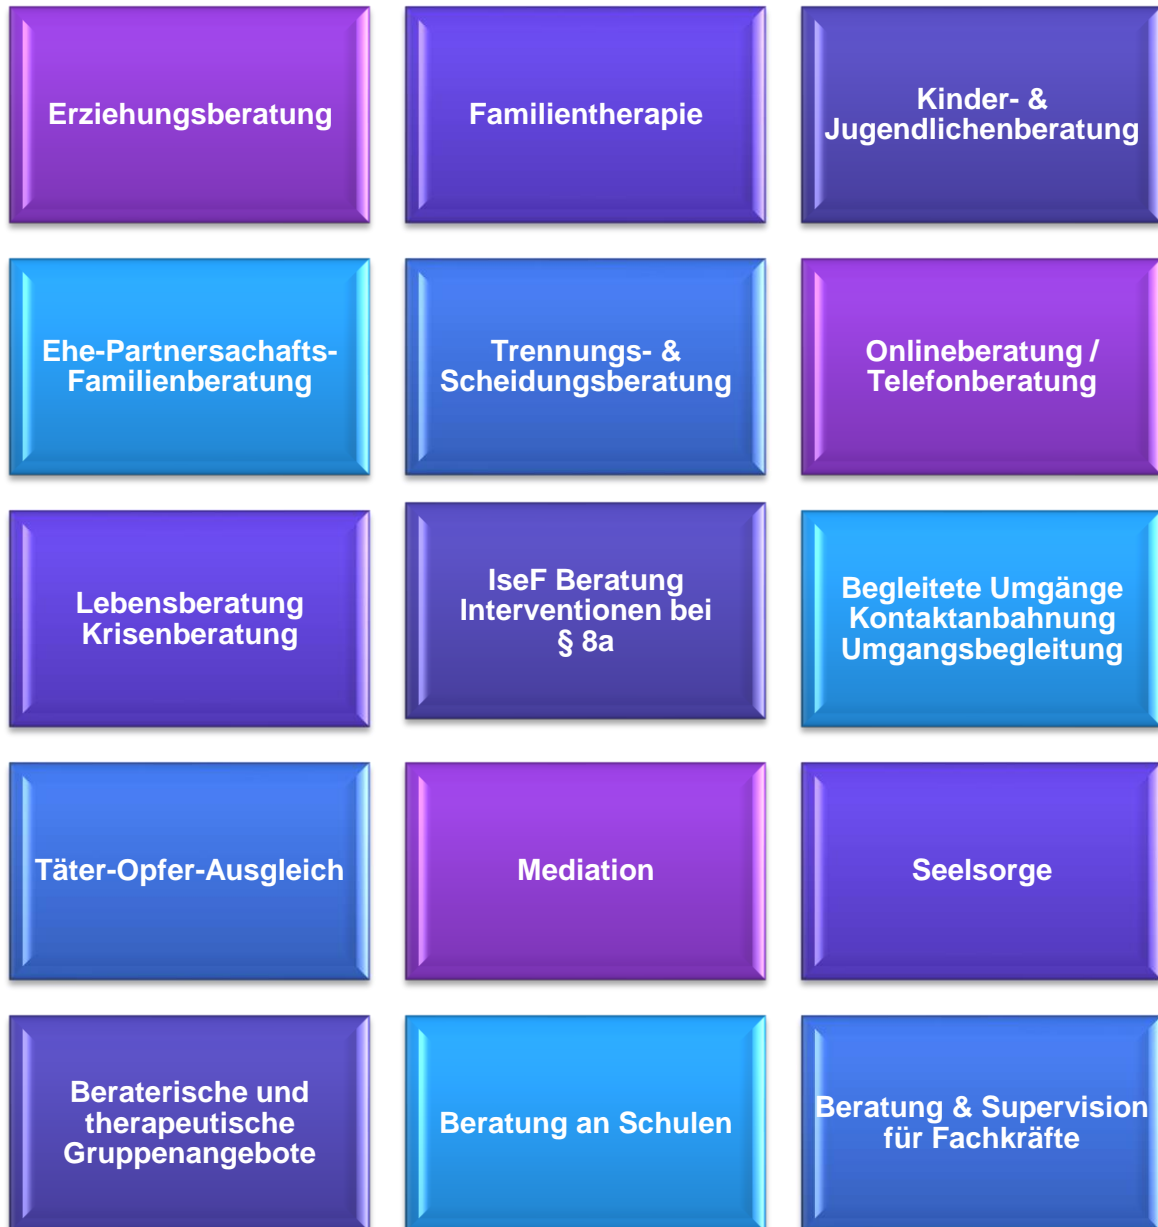 Erziehungsberatung
Familientherapie
Kinder- &
Jugendlichenberatung
Ehe-Partnersachafts-
Familienberatung
Trennungs- &
Scheidungsberatung
Onlineberatung /
Telefonberatung
Lebensberatung
Krisenberatung
IseF Beratung
Interventionen bei
§ 8a
Begleitete Umgänge
Kontaktanbahnung
Umgangsbegleitung
Täter-Opfer-Ausgleich
Mediation
Seelsorge
Beraterische und
therapeutische
Gruppenangebote
Beratung an Schulen
Beratung & Supervision
für Fachkräfte